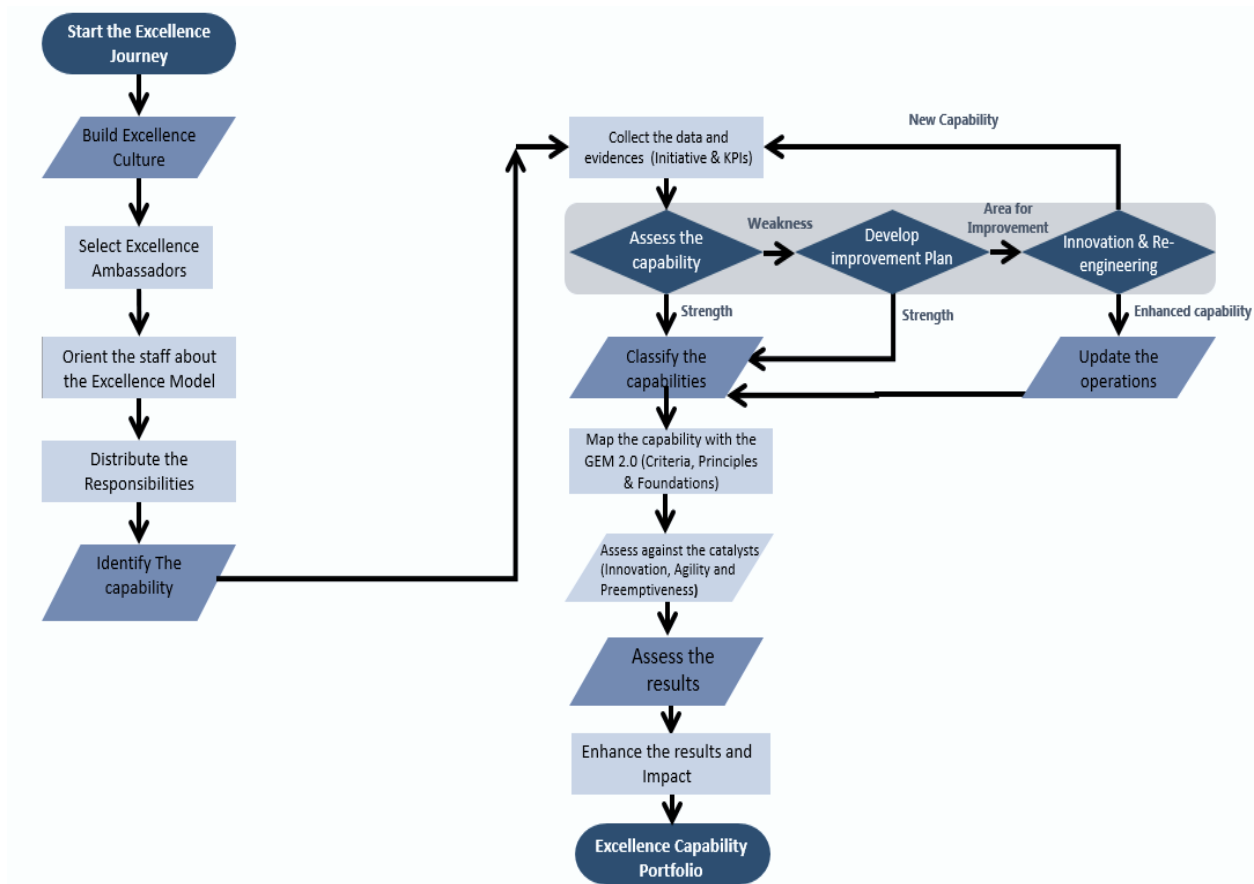 Start the Excellence
Journey
Build Excellence
Culture
Select Excellence
Ambassadors
Orient the staff about
the Excellence Model
Distribute the
Responsibilities
Identify The
capability
Collect the data and
evidences (Initiative & KPIs)
New Capability
Assess the
capability
Weakness
Develop
improvement Plan
Area for
Improvement
Innovation & Re-
engineering
Strength
Strength
Enhanced capability
Classify the
capabilities
Update the
operations
Map the capability with the
GEM 2.0 (Criteria, Principles
& Foundations)
Assess against the catalysts
(Innovation, Agility and
Preemptiveness)
Assess the
results
Enhance the results and
Impact
Excellence Capability
Portfolio